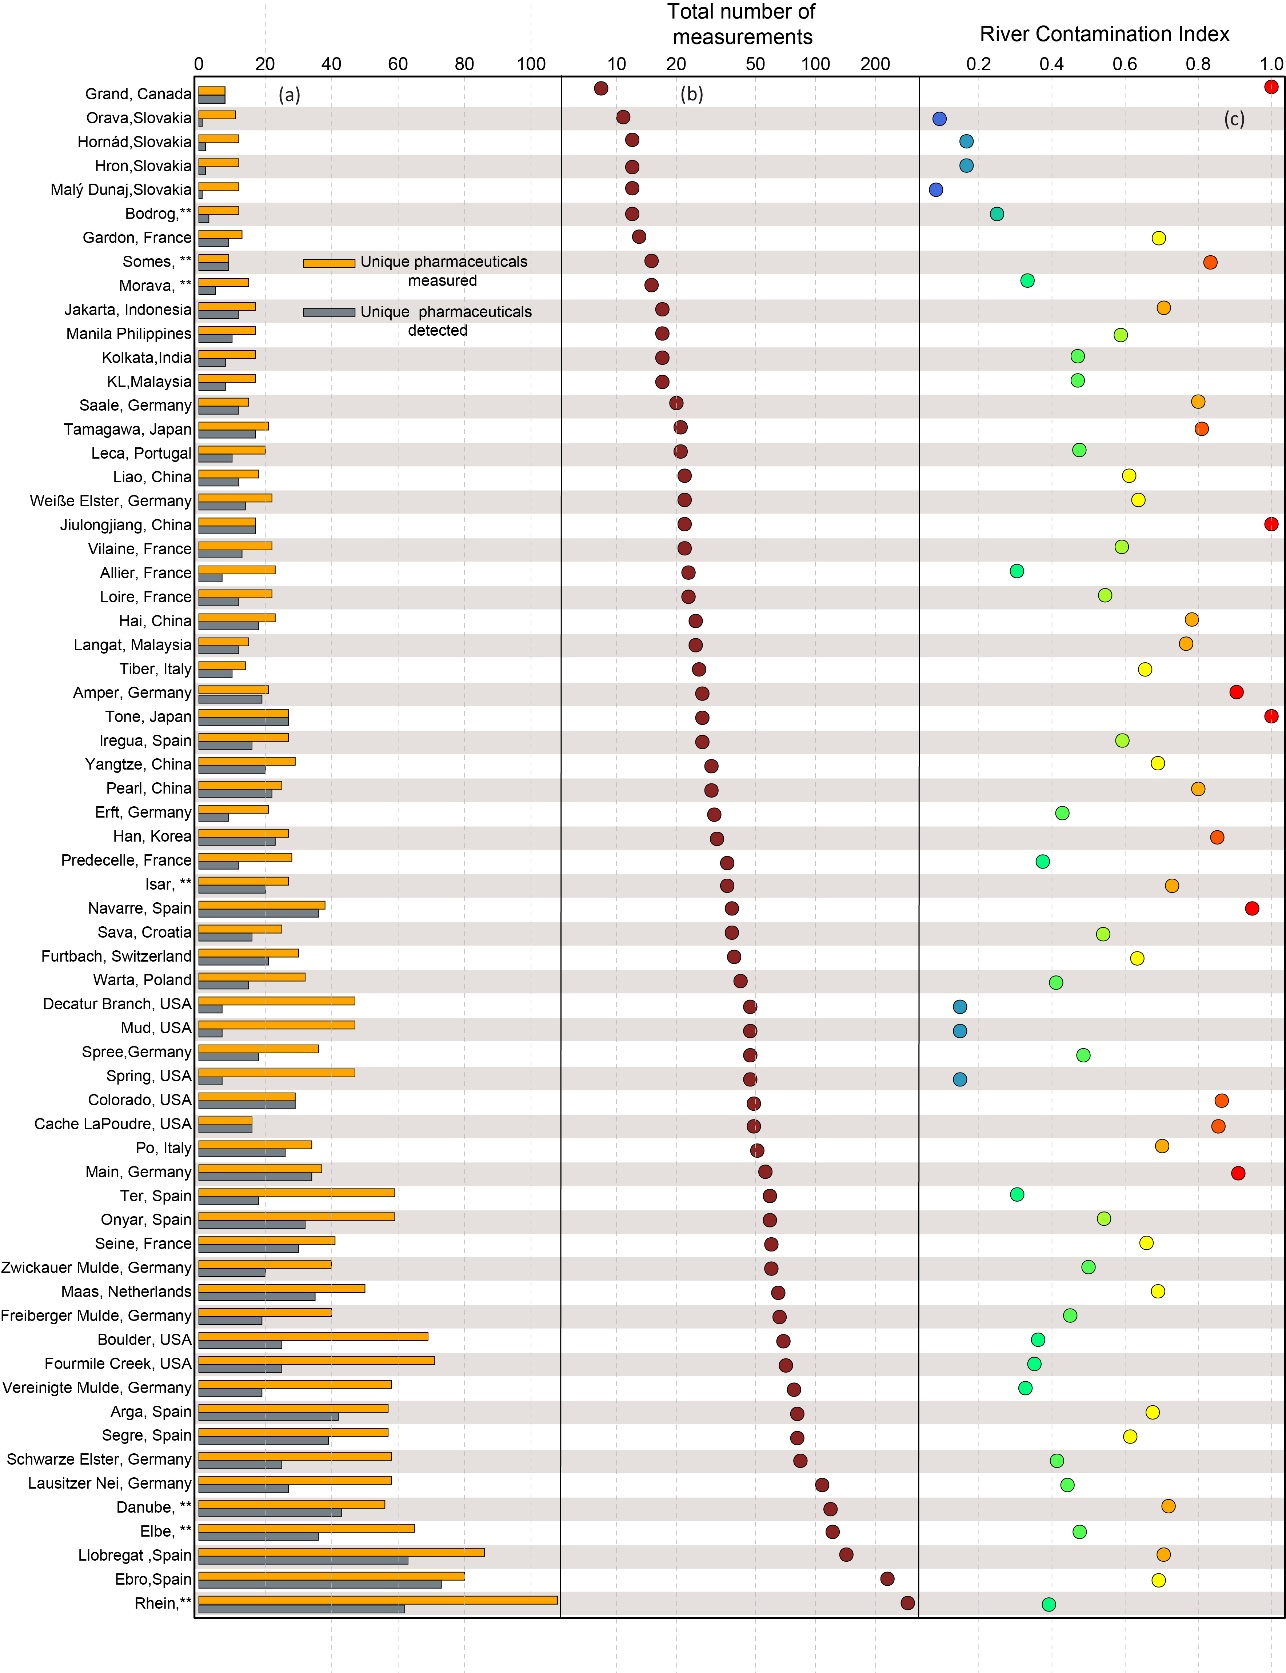 Total number of
measurements
River Contamination Index
0 20 40 60 80 100 10 20 50 100 200 0.2 0.4 0.6 0.8 1.0
(a) (b) (c)
Grand, Canada
Orava,Slovakia
Hornád,Slovakia
Hron,Slovakia
Malý Dunaj,Slovakia
Bodrog,**
Gardon, France
Somes, **
Morava, **
Jakarta, Indonesia
Manila Philippines
Kolkata,India
KL,Malaysia
Saale, Germany
Tamagawa, Japan
Leca, Portugal
Liao, China
Weiße Elster, Germany
Jiulongjiang, China
Vilaine, France
Allier, France
Loire, France
Hai, China
Langat, Malaysia
Tiber, Italy
Amper, Germany
Tone, Japan
Iregua, Spain
Yangtze, China
Pearl, China
Erft, Germany
Han, Korea
Predecelle, France
Isar, **
Navarre, Spain
Sava, Croatia
Furtbach, Switzerland
Warta, Poland
Decatur Branch, USA
Mud, USA
Spree,Germany
Spring, USA
Colorado, USA
Cache LaPoudre, USA
Po, Italy
Main, Germany
Ter, Spain
Onyar, Spain
Seine, France
Zwickauer Mulde, Germany
Maas, Netherlands
Freiberger Mulde, Germany
Boulder, USA
Fourmile Creek, USA
Vereinigte Mulde, Germany
Arga, Spain
Segre, Spain
Schwarze Elster, Germany
Lausitzer Nei, Germany
Danube, **
Elbe, **
Llobregat ,Spain
Ebro,Spain
Rhein,**
Unique pharmaceuticals
measured
Unique pharmaceuticals
detected